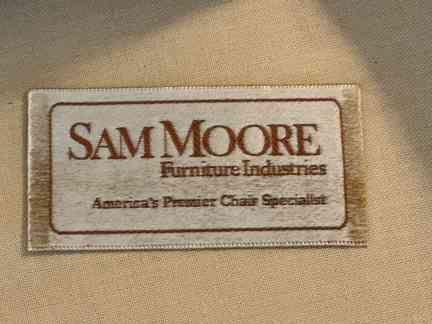 SAM MOORE
Furniture Industries
America's Premier Chair Specialist